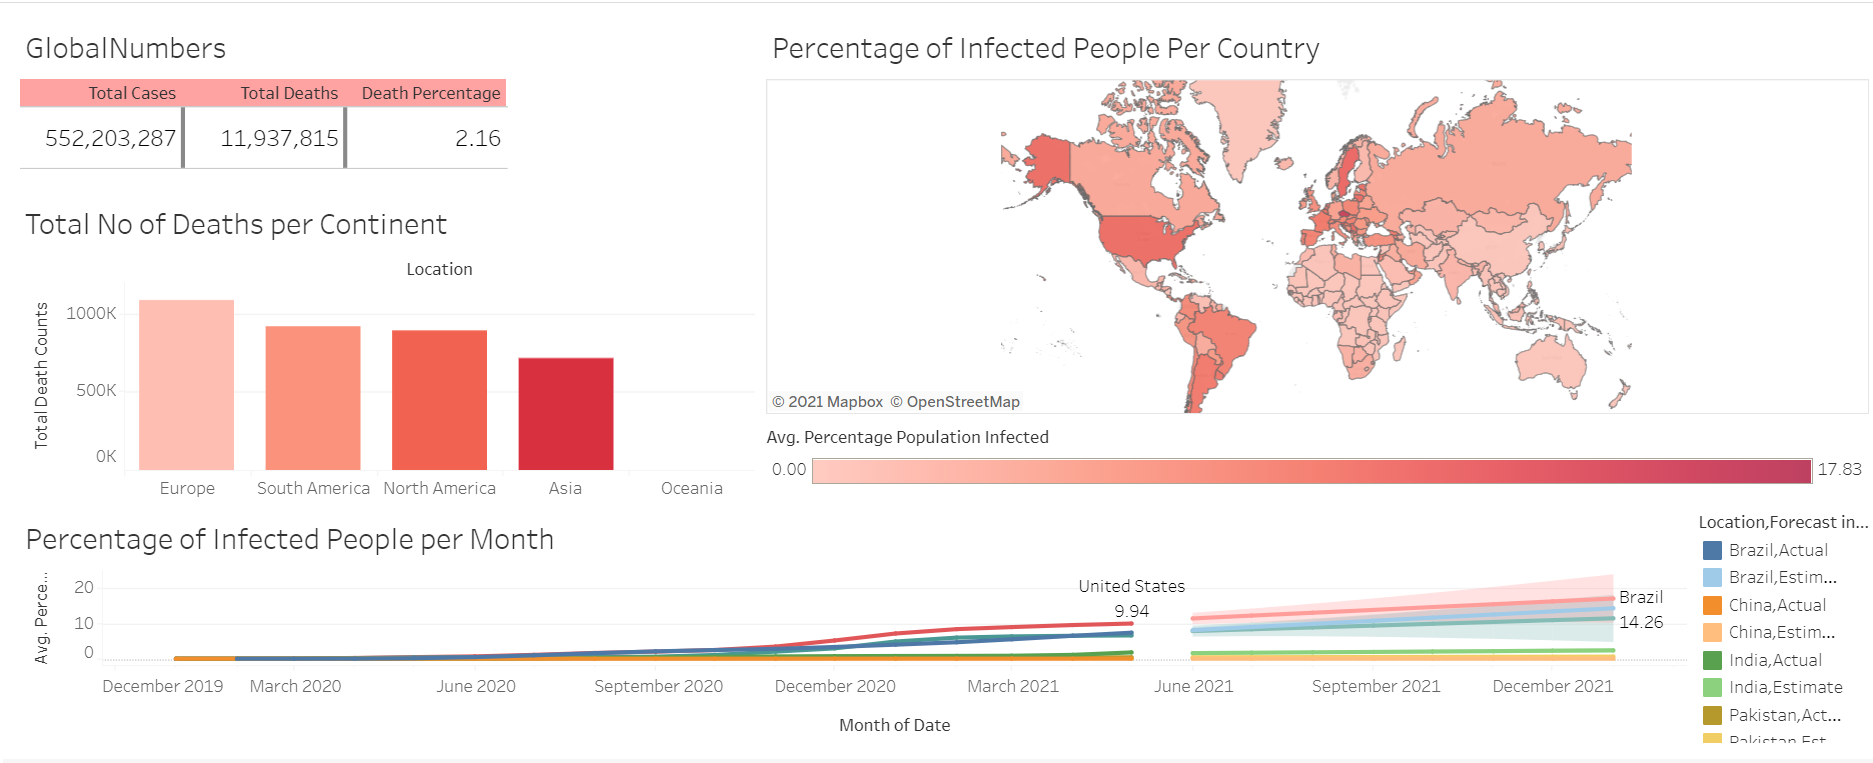 GlobalNumbers
Total Cases Total Deaths Death Percentage
552,203,287 11,937,815 2.16
Total No of Deaths per Continent
Location
Total Death Counts
1000K
500K
0K
Europe South America North America Asia Oceania
Percentage of Infected People Per Country
© 2021 Mapbox © OpenStreetMap
Avg. Percentage Population Infected
0.00 17.83
Percentage of Infected People per Month
Avg. Perce...
20
10
0
United States
9.94
Brazil
14.26
December 2019 March 2020 June 2020 September 2020 December 2020 March 2021 June 2021 September 2021 December 2021
Month of Date
Location,Forecast in...
Brazil,Actual
Brazil,Estim...
China,Actual
China,Estim...
India,Actual
India,Estimate
Pakistan,Act...
Pakistan,Est